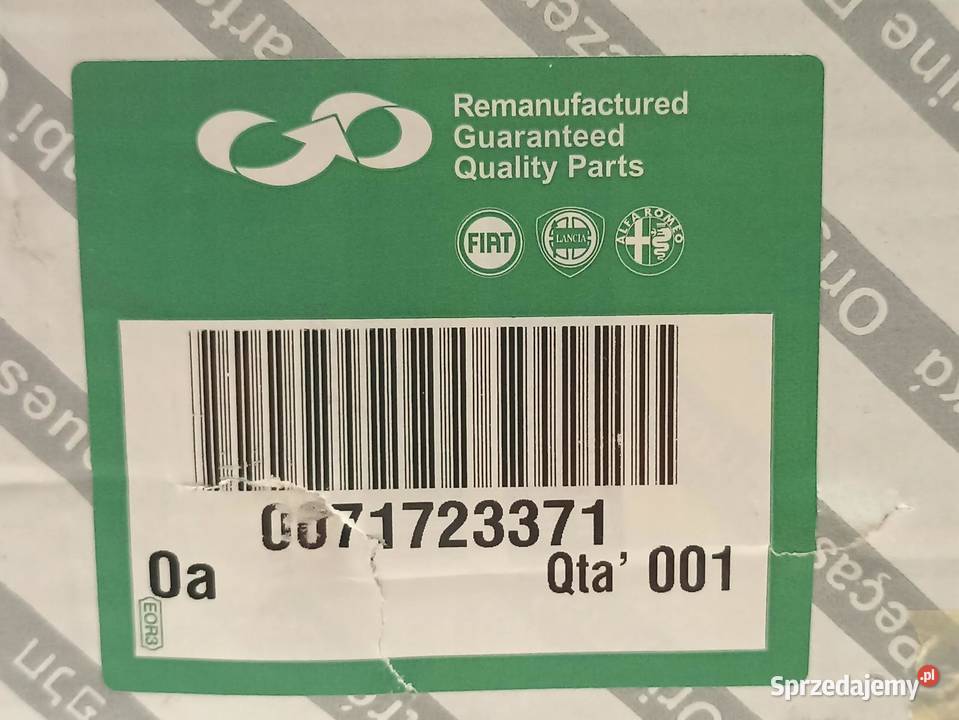 Remanufactured
Guaranteed
Quality Parts
FIAT
LANCIA
ALFA ROMEO
0071723371
0a
Qta' 001
EOR3
Sprzedajemy.pl